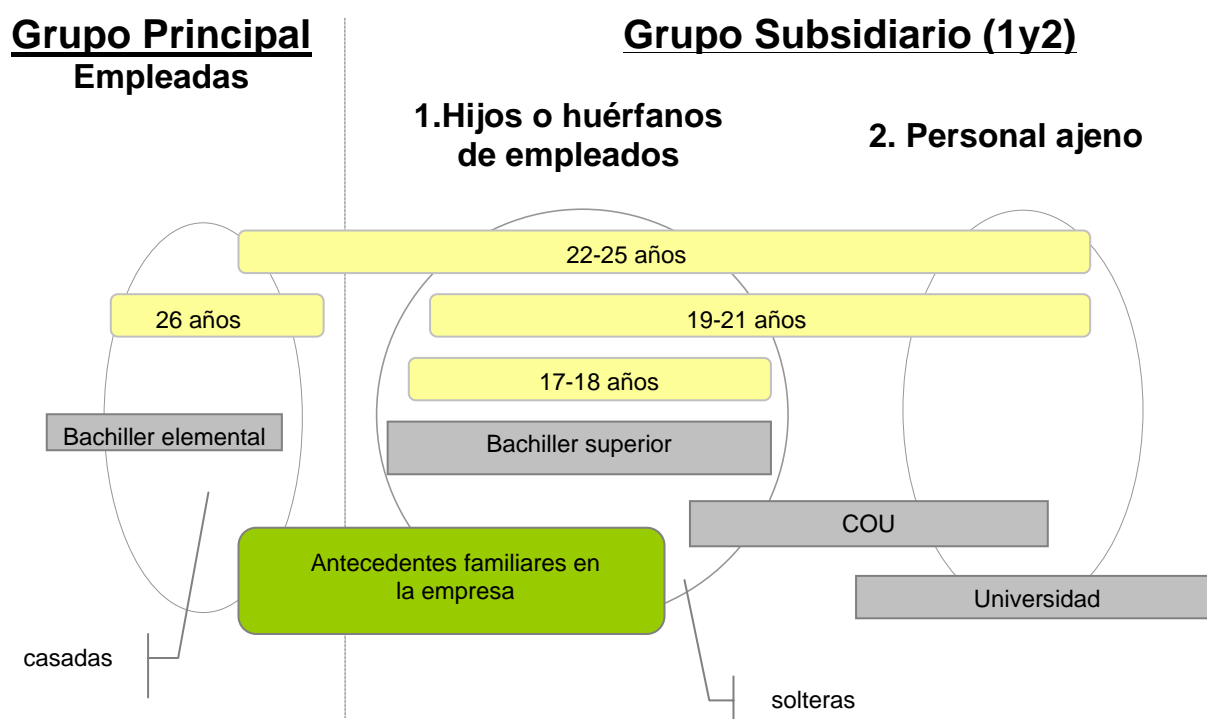 Grupo Principal
Empleadas
Grupo Subsidiario (1y2)
1.Hijos o huérfanos
de empleados
2. Personal ajeno
22-25 años
26 años
19-21 años
17-18 años
Bachiller elemental
Bachiller superior
COU
Antecedentes familiares en
la empresa
Universidad
casadas
solteras